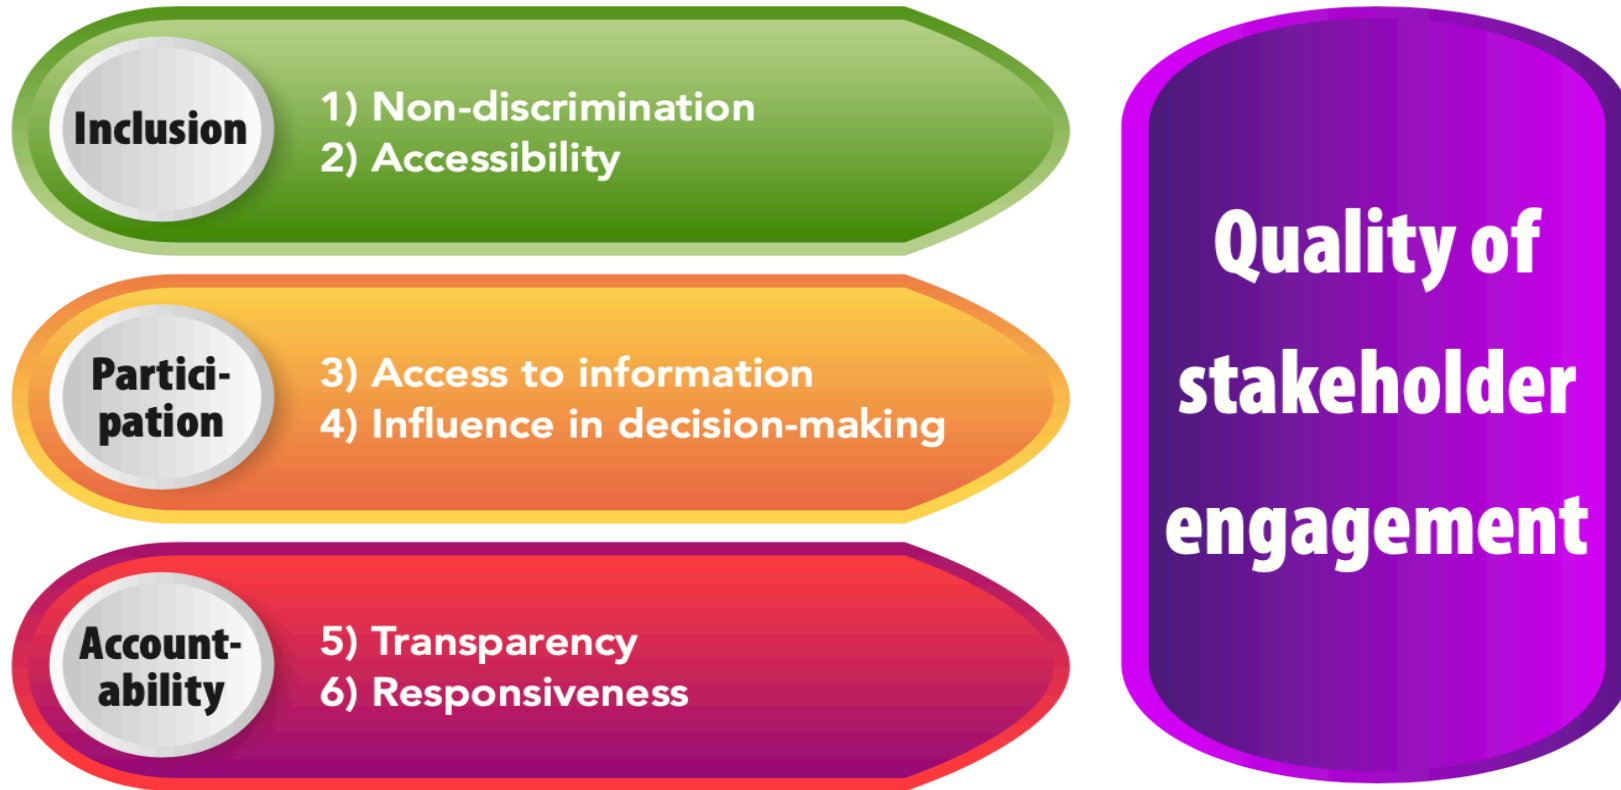 Inclusion
1) Non-discrimination
2) Accessibility
Partici-
pation
3) Access to information
4) Influence in decision-making
Account-
ability
5) Transparency
6) Responsiveness
Quality of
stakeholder
engagement